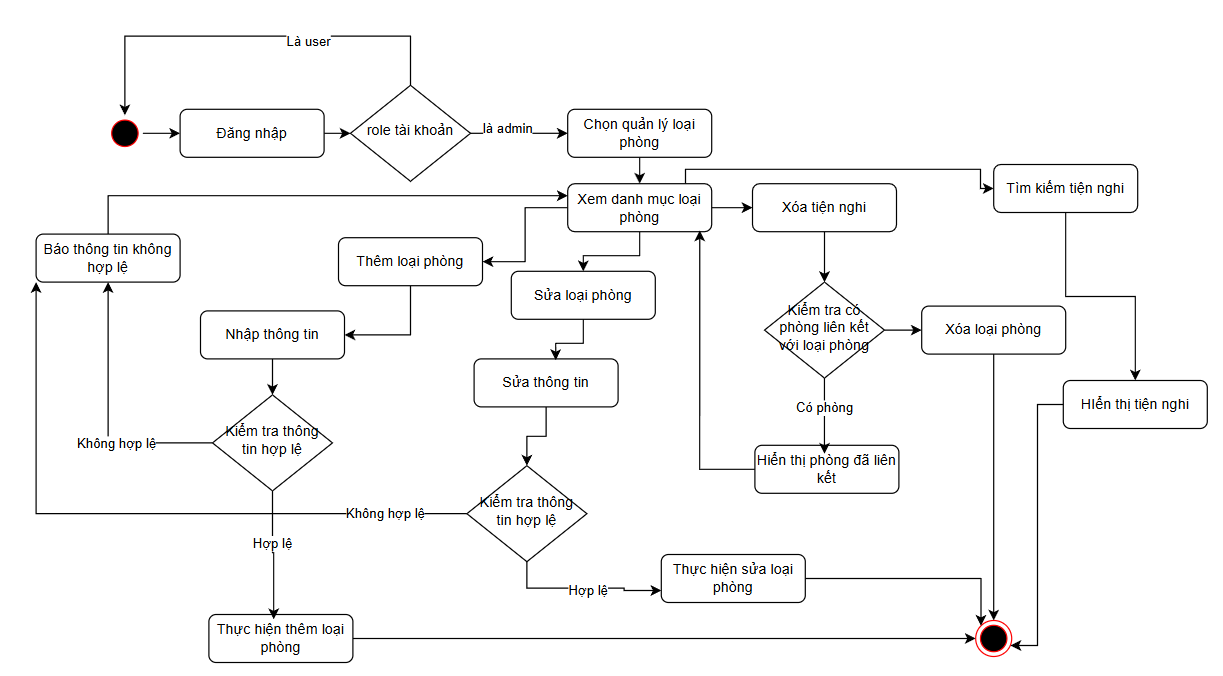 Là user
Đăng nhập
role tài khoản
là admin
Chọn quản lý loại
phòng
Xem danh mục loại
phòng
Xóa tiện nghi
Tìm kiếm tiện nghi
Báo thông tin không
hợp lệ
Thêm loại phòng
Sửa loại phòng
Nhập thông tin
Kiểm tra có
phòng liên kết
với loại phòng
Xóa loại phòng
Sửa thông tin
HIển thị tiện nghi
Có phòng
Kiểm tra thông
tin hợp lệ
Không hợp lệ
Hiển thị phòng đã liên
kết
Kiểm tra thông
tin hợp lệ
Không hợp lệ
Hợp lệ
Thực hiện sửa loại
phòng
Hợp lệ
Thực hiện thêm loại
phòng